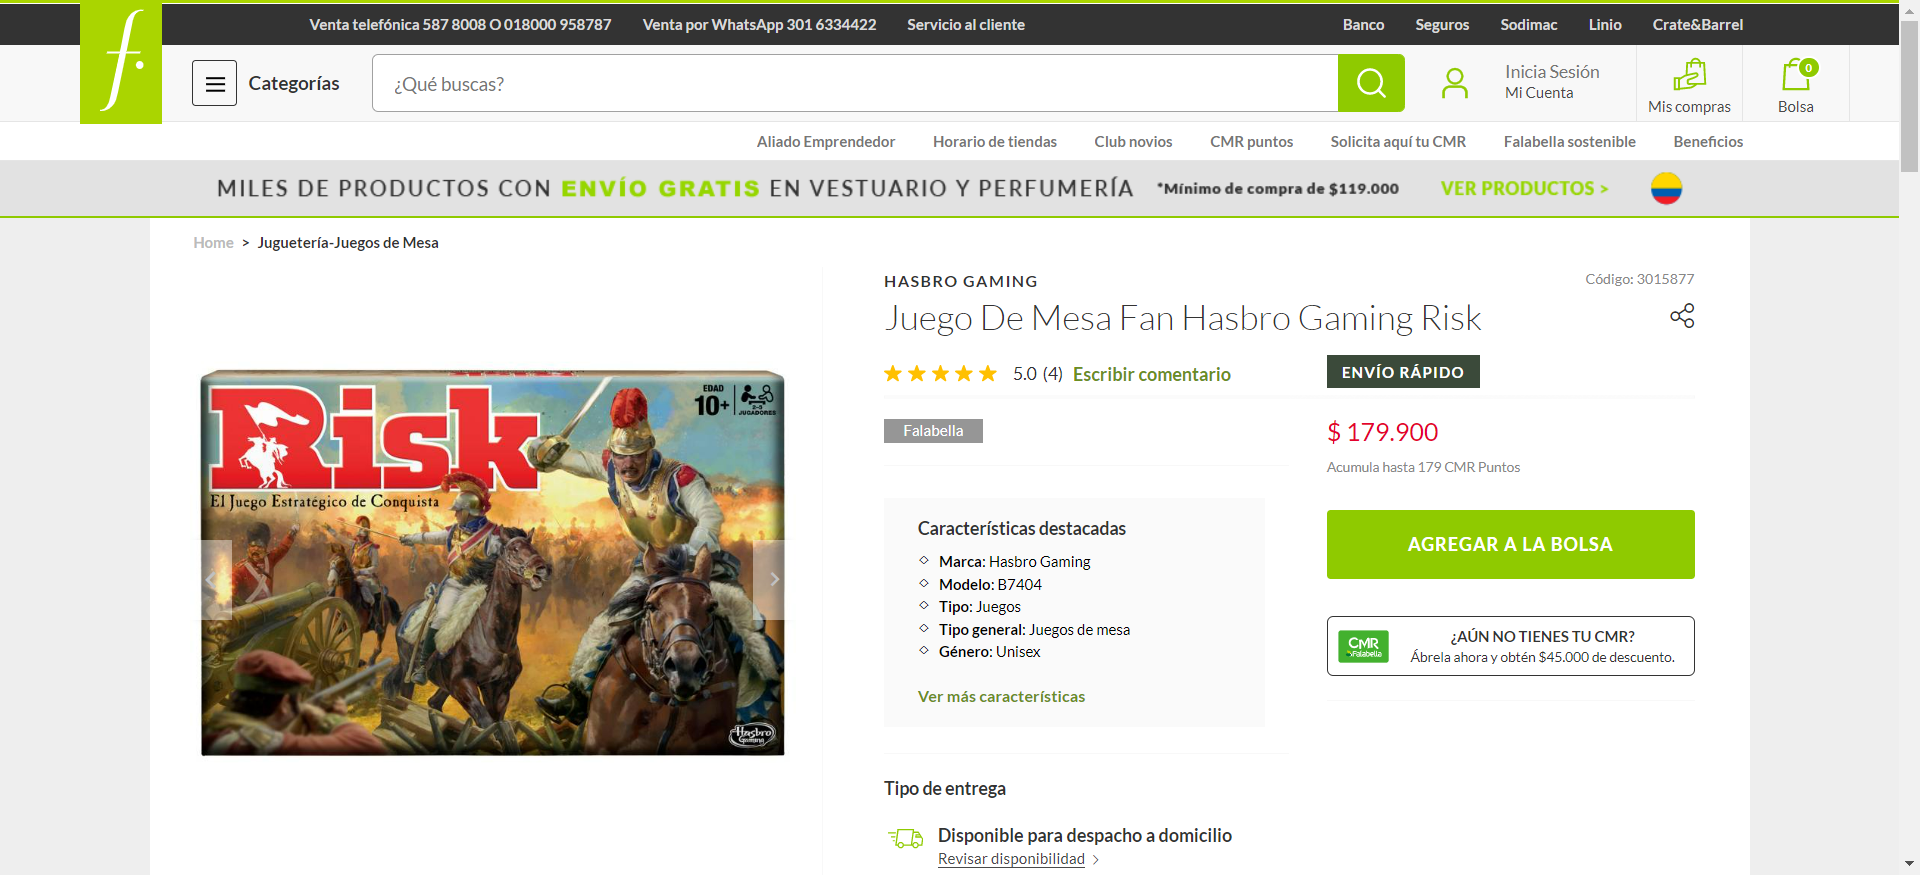 Venta telefónica 587 8008 O 018000 958787 Venta por WhatsApp 301 6334422 Servicio al cliente Banco Seguros Sodimac Linio Crate&Barrel
f.
Categorías ¿Qué buscas? Inicia Sesión
Mi Cuenta
Mis compras
0
Bolsa
Aliado Emprendedor Horario de tiendas Club novios CMR puntos Solicita aquí tu CMR Falabella sostenible Beneficios
MILES DE PRODUCTOS CON ENVÍO GRATIS EN VESTUARIO Y PERFUMERÍA *Mínimo de compra de $119.000 VER PRODUCTOS >
Home > Juguetería-Juegos de Mesa
HASBRO GAMING
Código: 3015877
Juego De Mesa Fan Hasbro Gaming Risk
5.0 (4) Escribir comentario
ENVÍO RÁPIDO
Falabella
$ 179.900
Acumula hasta 179 CMR Puntos
AGREGAR A LA BOLSA
CMR
Falabella
¿AÚN NO TIENES TU CMR?
Ábrela ahora y obtén $45.000 de descuento.
Risk
El Juego Estratégico de Conquista
EDAD
10+
2-5
JUGADORES
Hasbro
Gaming
Características destacadas
Marca: Hasbro Gaming
Modelo: B7404
Tipo: Juegos
Tipo general: Juegos de mesa
Género: Unisex
Ver más características
Tipo de entrega
Disponible para despacho a domicilio
Revisar disponibilidad >